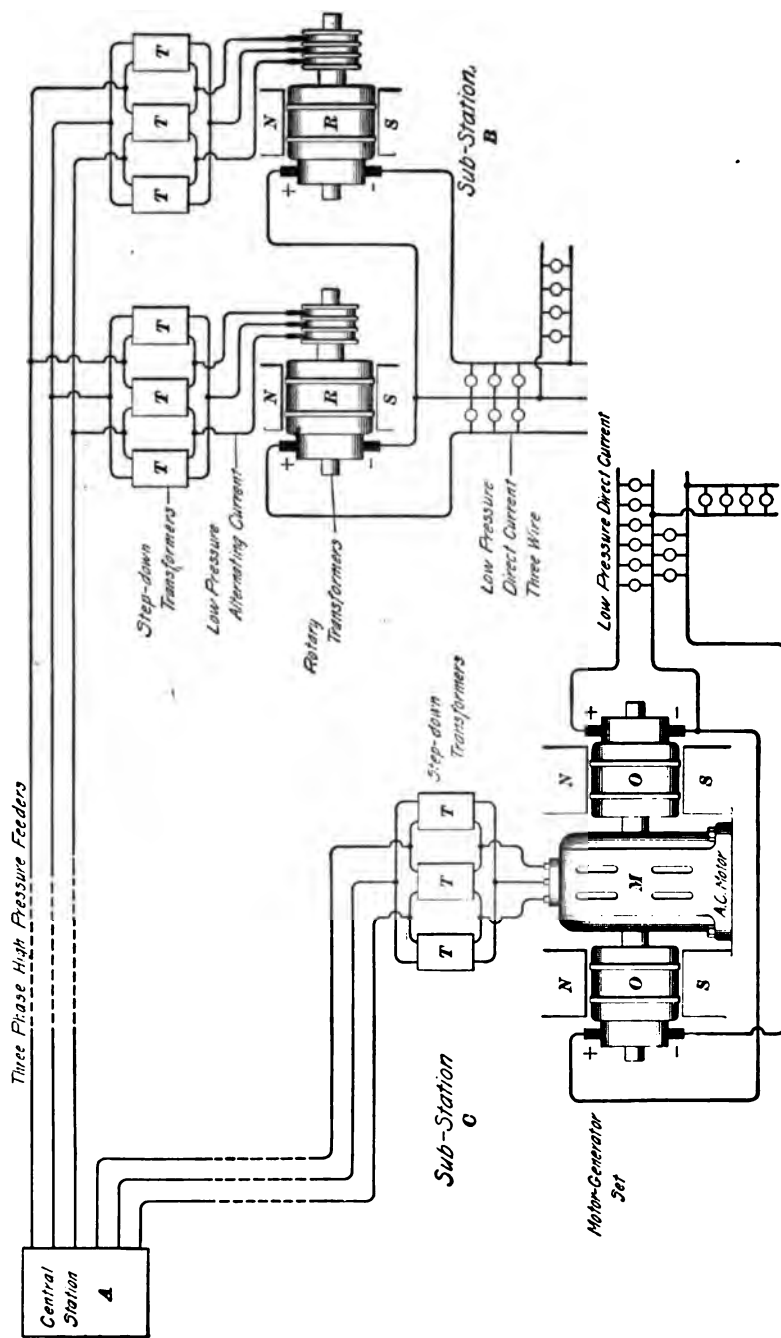 Three Phase High Pressure Feeders
Central
Station
A
T
T
T
T
T
T
Step-down
Transformers
Low Pressure
Alternating Current
N
R
S
+
-
N
R
S
+
-
Rotary
Transformers
Sub-Station
B
Low Pressure
Direct Current
Three Wire
Sub-Station
C
T
T
T
Step-down
Transformers
Low Pressure Direct Current
Motor-Generator
Set
N
O
S
+
-
M
A.C. Motor
N
O
S
+
-